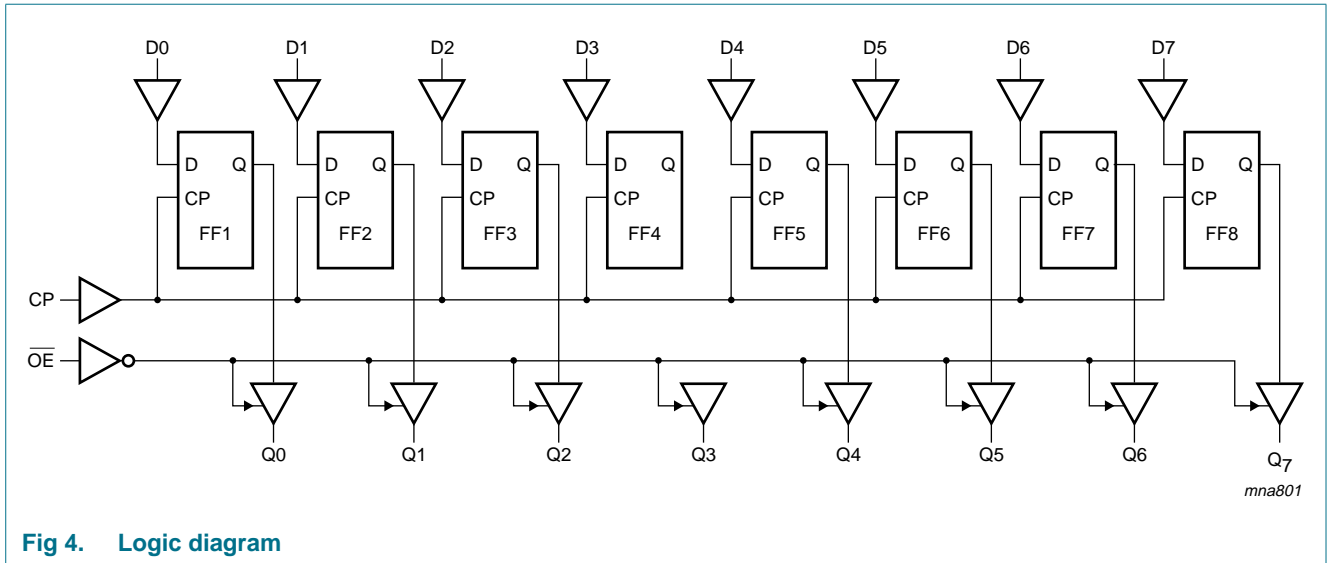 D0 D1 D2 D3 D4 D5 D6 D7
D Q D Q D Q D Q D Q D Q D Q D Q
CP CP CP CP CP CP CP CP
FF1 FF2 FF3 FF4 FF5 FF6 FF7 FF8
CP
OE
Q0 Q1 Q2 Q3 Q4 Q5 Q6 Q7
mna801
Fig 4. Logic diagram